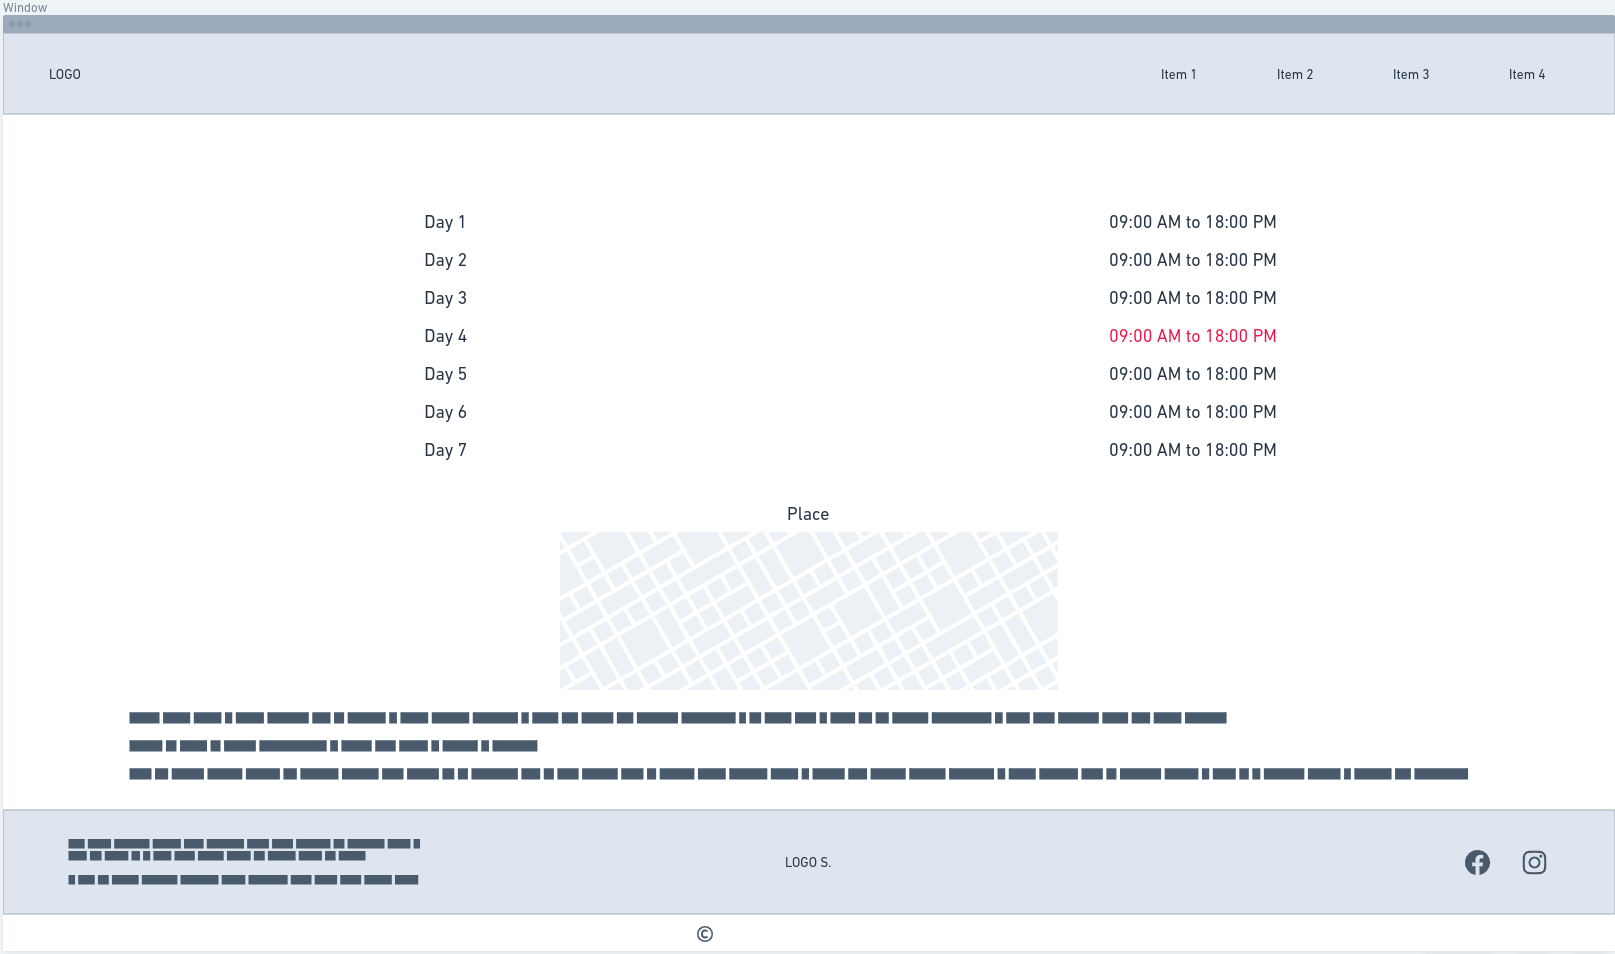 Window
LOGO Item 1 Item 2 Item 3 Item 4
Day 1 09:00 AM to 18:00 PM
Day 2 09:00 AM to 18:00 PM
Day 3 09:00 AM to 18:00 PM
Day 4 09:00 AM to 18:00 PM
Day 5 09:00 AM to 18:00 PM
Day 6 09:00 AM to 18:00 PM
Day 7 09:00 AM to 18:00 PM
Place
LOGO S.
©